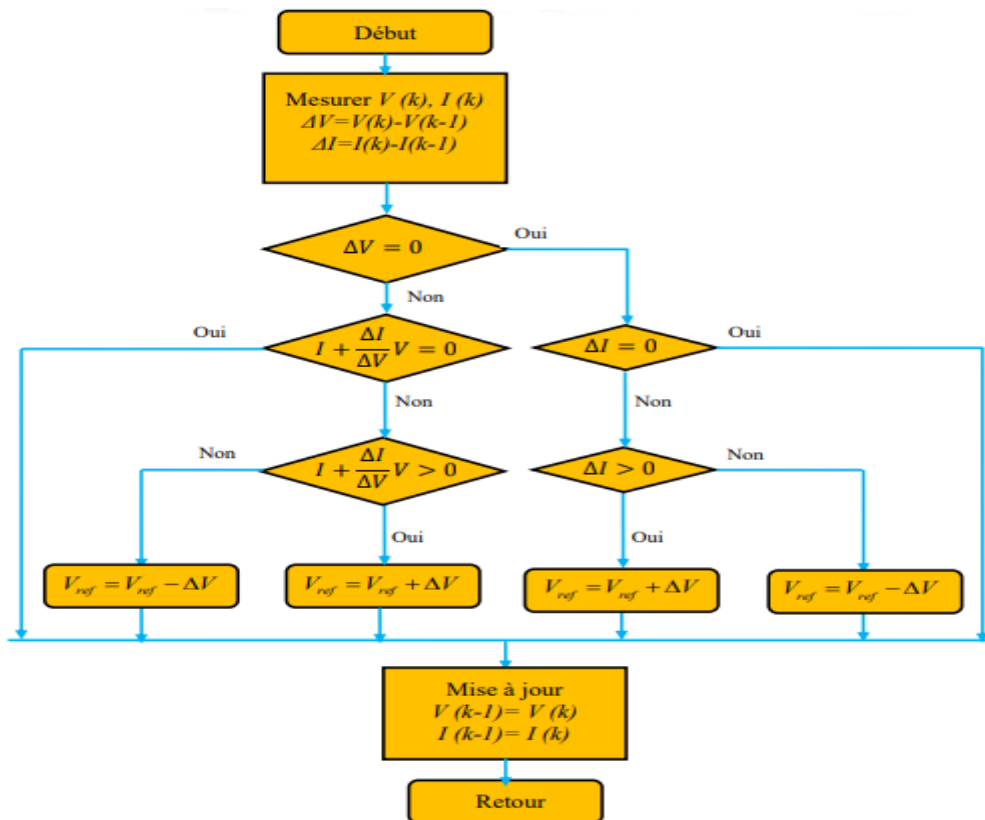 Début
Mesurer V (k), I (k)
ΔV=V(k)-V(k-1)
ΔI=I(k)-I(k-1)
ΔV = 0
Oui
Non
Oui
I + ΔI/ΔV V = 0
ΔI = 0
Oui
Non
Non
Non
I + ΔI/ΔV V > 0
ΔI > 0
Non
Oui
Oui
V_ref = V_ref − ΔV
V_ref = V_ref + ΔV
V_ref = V_ref + ΔV
V_ref = V_ref − ΔV
Mise à jour
V (k-1)= V (k)
I (k-1)= I (k)
Retour